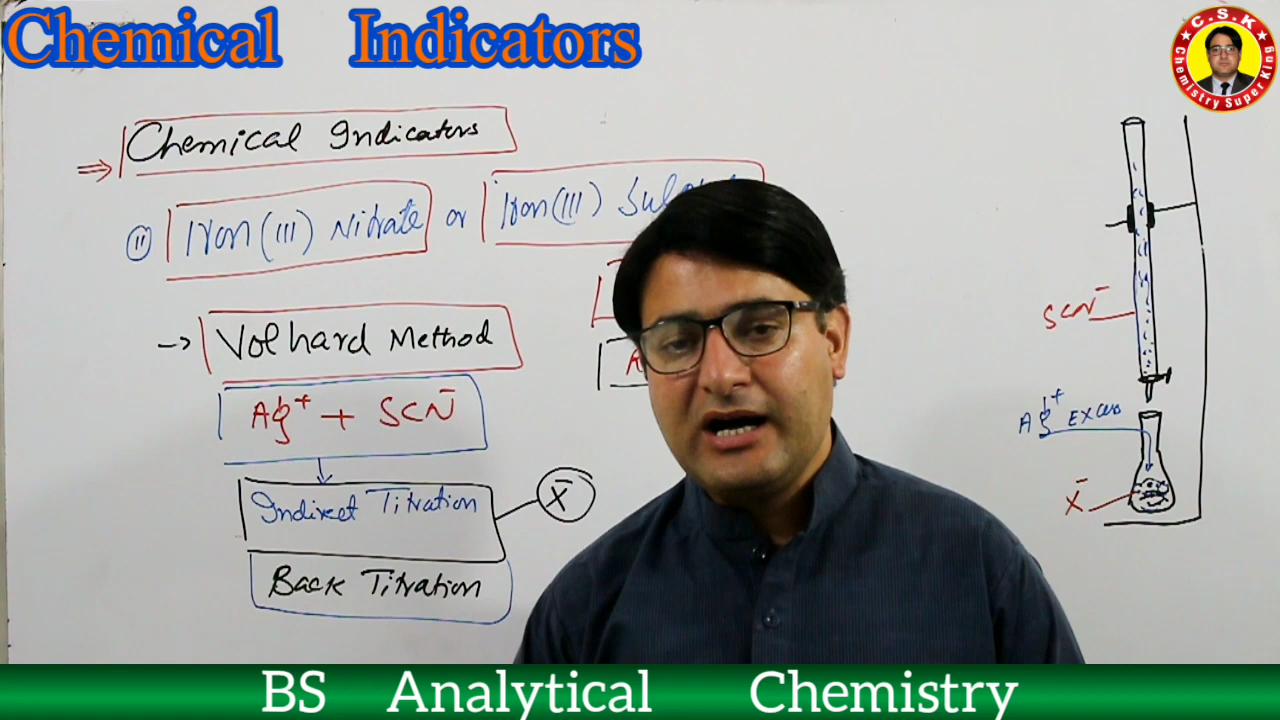 Chemical Indicators
C.S.K
Chemistry Super King
⇒ Chemical Indicators
(ii) Iron (III) Nitrate or Iron (III)
→ Volhard Method
Ag+ + SCN-
Indirect Titration
X-
Back Titration
SCN-
Ag+ Excess
X-
BS Analytical Chemistry